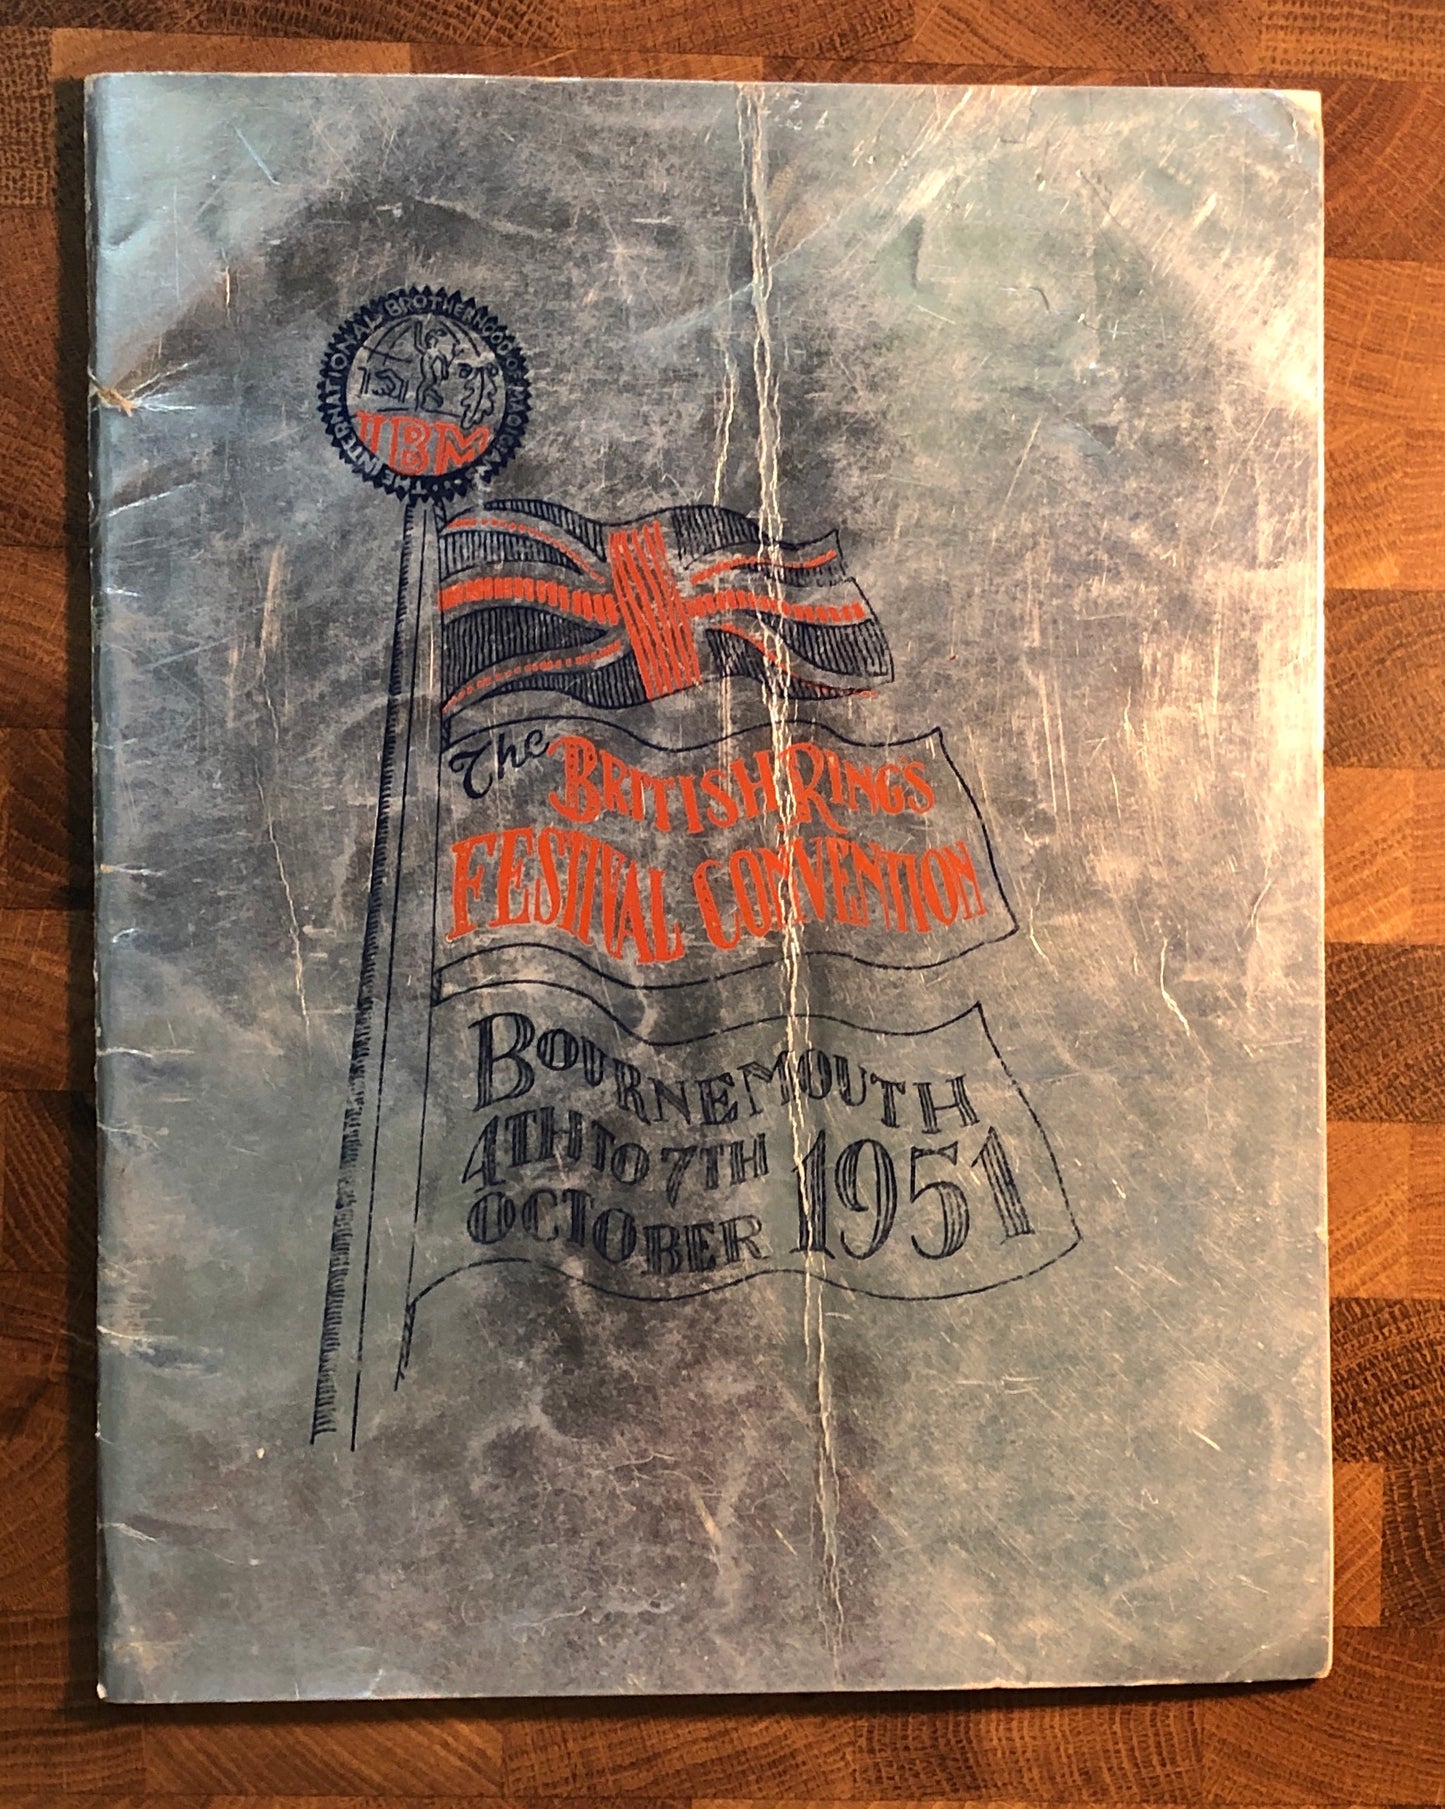 THE INTERNATIONAL BROTHERHOOD OF MAGICIANS
IBM
The BRITISH RING'S
FESTIVAL CONVENTION
BOURNEMOUTH
4TH TO 7TH
OCTOBER 1951